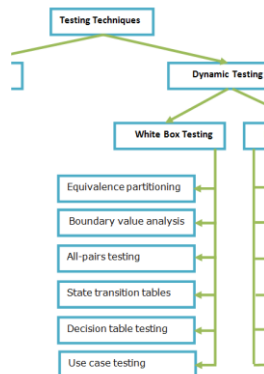 Testing Techniques
Dynamic Testing
White Box Testing
Equivalence partitioning
Boundary value analysis
All-pairs testing
State transition tables
Decision table testing
Use case testing